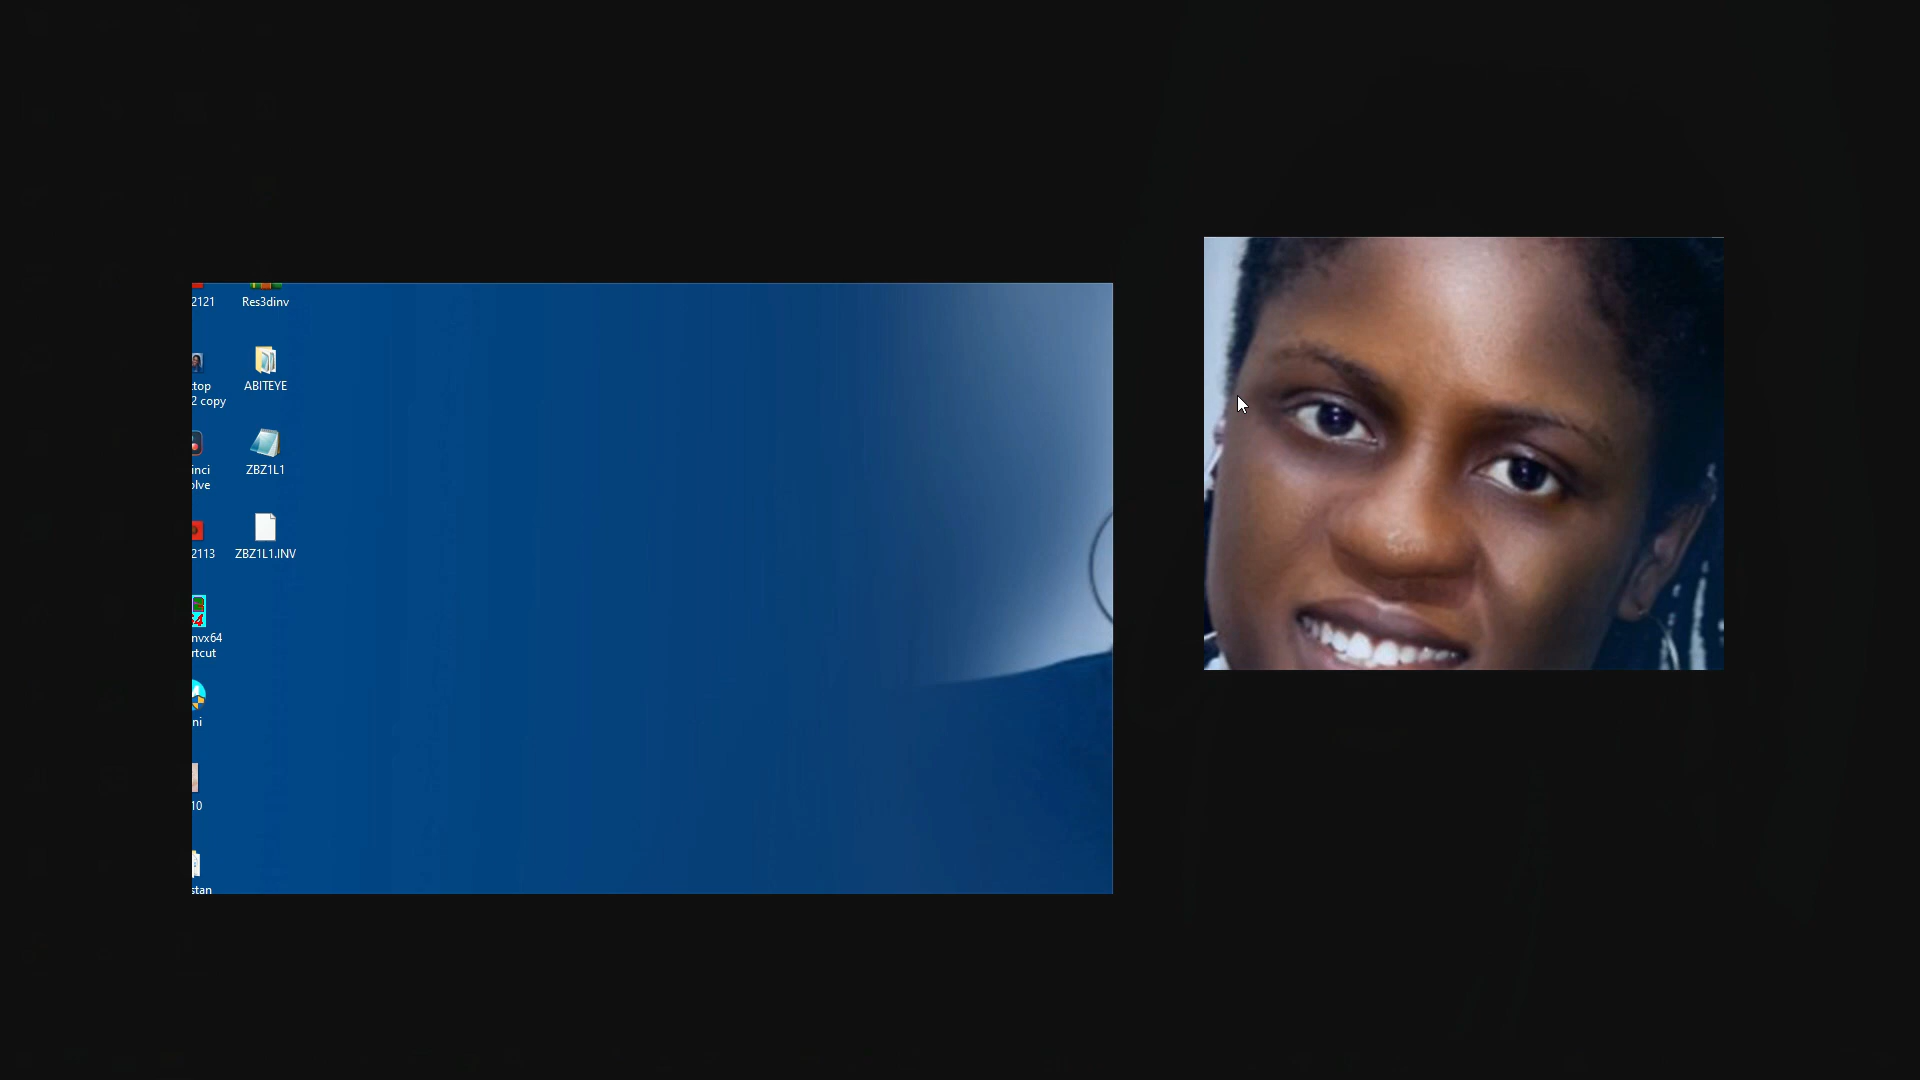 2121
Res3dinv
top
2 copy
ABITEYE
inci
olve
ZBZ1L1
2113
ZBZ1L1.INV
nvx64
rtcut
ni
10
stan